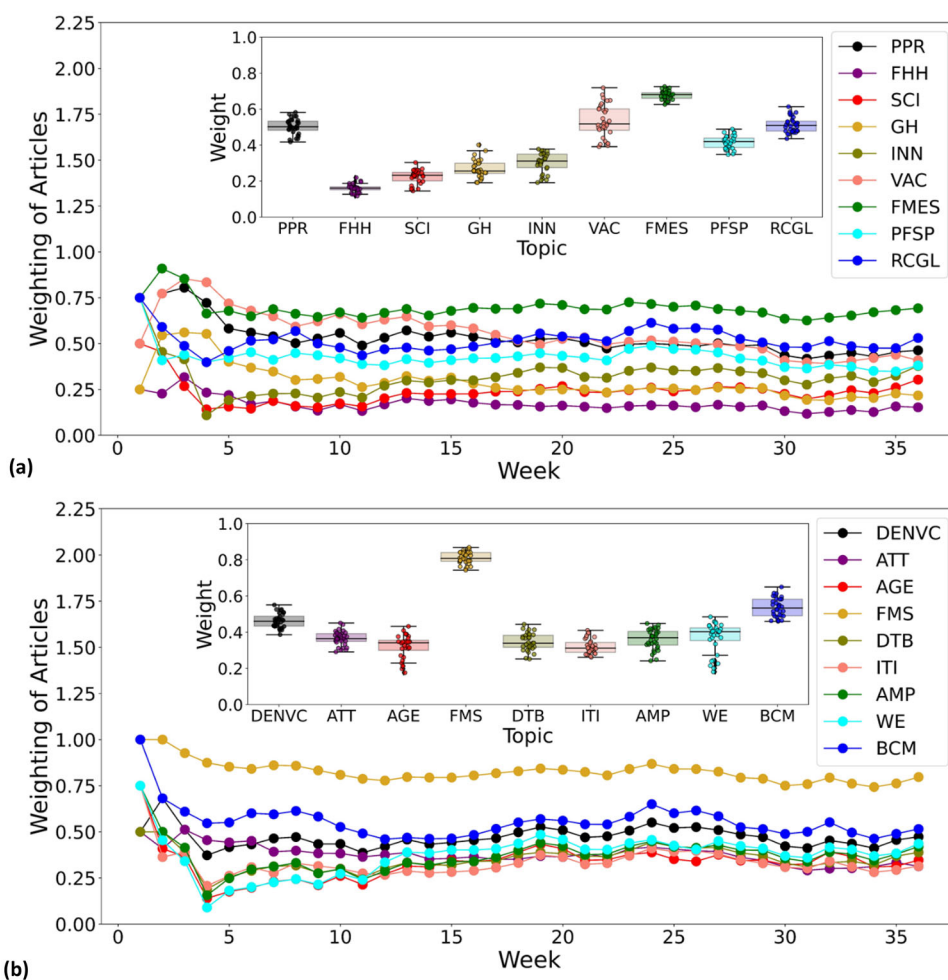 2.25
2.00
1.75
1.50
1.25
1.00
0.75
0.50
0.25
0.00
Weighting of Articles
0 5 10 15 20 25 30 35
Week
1.0
0.8
0.6
0.4
0.2
0.0
Weight
PPR FHH SCI GH INN VAC FMES PFSP RCGL
Topic
PPR
FHH
SCI
GH
INN
VAC
FMES
PFSP
RCGL
(a)
2.25
2.00
1.75
1.50
1.25
1.00
0.75
0.50
0.25
0.00
Weighting of Articles
0 5 10 15 20 25 30 35
Week
1.0
0.8
0.6
0.4
0.2
0.0
Weight
DENVC ATT AGE FMS DTB ITI AMP WE BCM
Topic
DENVC
ATT
AGE
FMS
DTB
ITI
AMP
WE
BCM
(b)